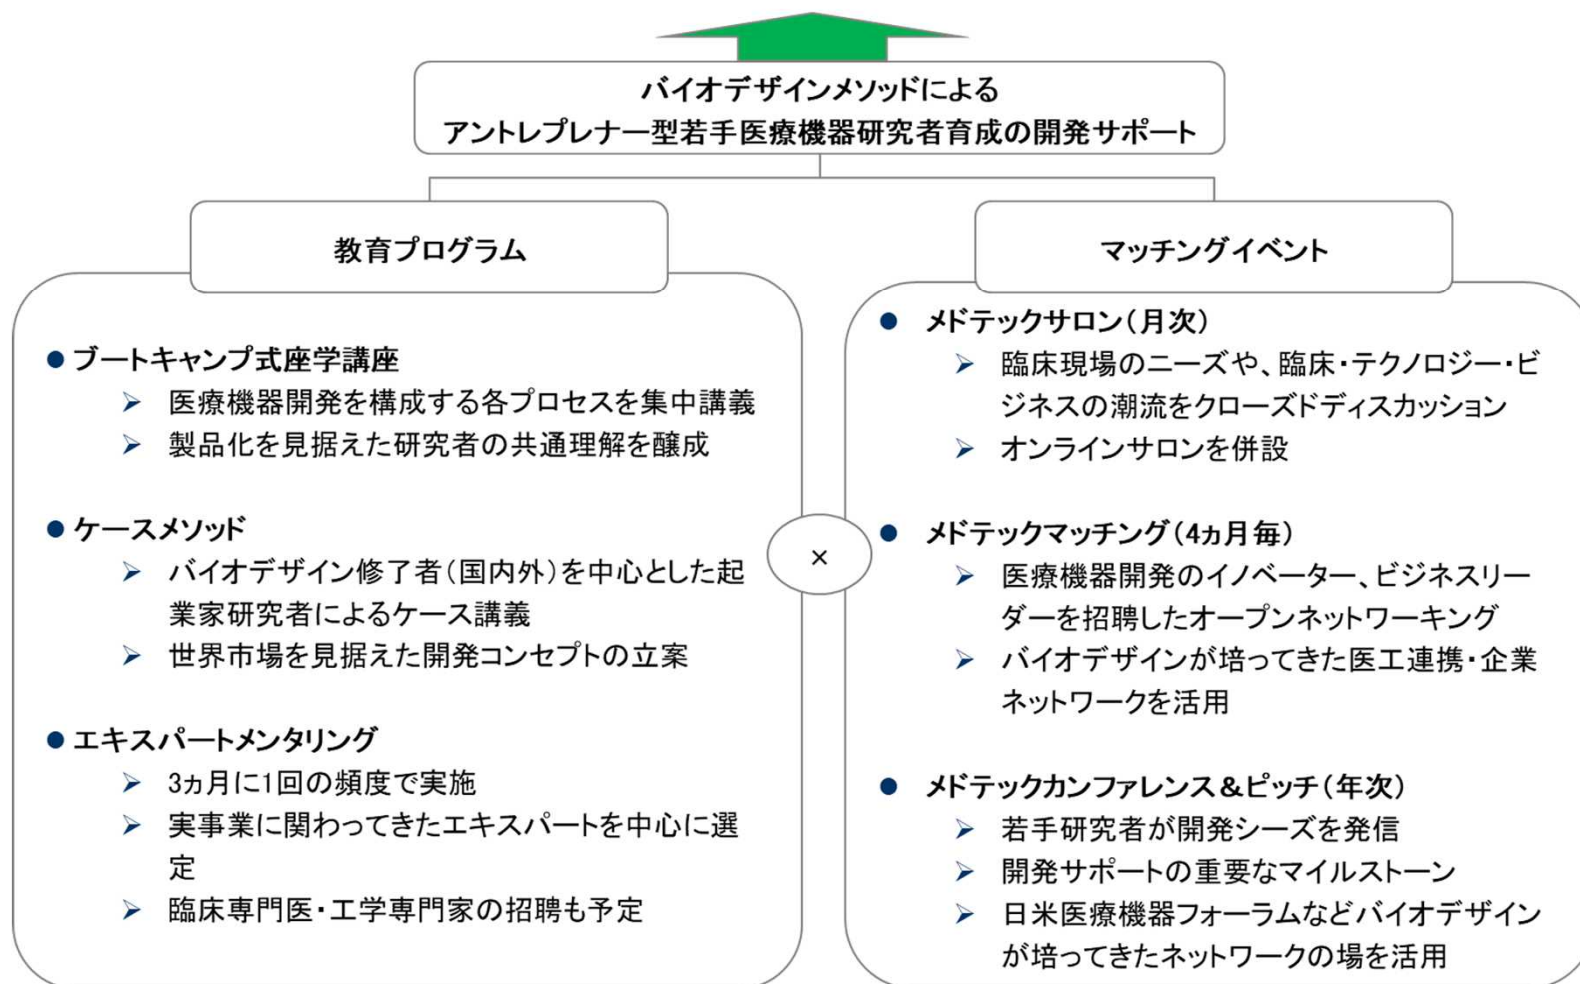 バイオデザインメソッドによる
アントレプレナー型若手医療機器研究者育成の開発サポート
教育プログラム
● ブートキャンプ式座学講座
➢ 医療機器開発を構成する各プロセスを集中講義
➢ 製品化を見据えた研究者の共通理解を醸成
● ケースメソッド
➢ バイオデザイン修了者（国内外）を中心とした起
業家研究者によるケース講義
➢ 世界市場を見据えた開発コンセプトの立案
● エキスパートメンタリング
➢ 3ヵ月に1回の頻度で実施
➢ 実事業に関わってきたエキスパートを中心に選
定
➢ 臨床専門医・工学専門家の招聘も予定
×
マッチングイベント
● メドテックサロン（月次）
➢ 臨床現場のニーズや、臨床・テクノロジー・ビ
ジネスの潮流をクローズドディスカッション
➢ オンラインサロンを併設
● メドテックマッチング（4ヵ月毎）
➢ 医療機器開発のイノベーター、ビジネスリー
ダーを招聘したオープンネットワーキング
➢ バイオデザインが培ってきた医工連携・企業
ネットワークを活用
● メドテックカンファレンス＆ピッチ（年次）
➢ 若手研究者が開発シーズを発信
➢ 開発サポートの重要なマイルストーン
➢ 日米医療機器フォーラムなどバイオデザイン
が培ってきたネットワークの場を活用